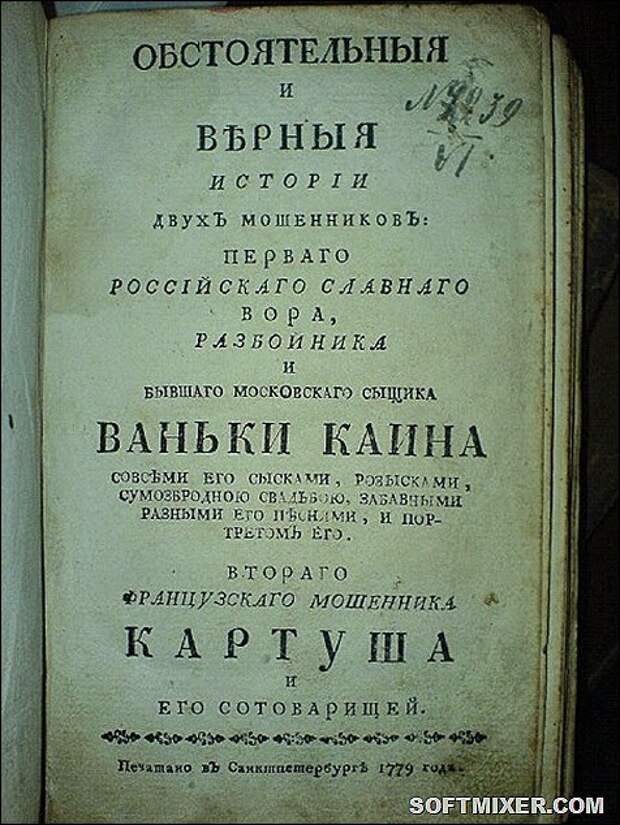 ОБСТОЯТЕЛЬНЫЯ
И
ВѢРНЫЯ
ИСТОРІИ
ДВУХЪ МОШЕННИКОВЪ:
ПЕРВАГО
РОССІЙСКАГО СЛАВНАГО
ВОРА,
РАЗБОЙНИКА
И
БЫВШАГО МОСКОВСКАГО СЫЩИКА
ВАНЬКИ КАИНА
СОВСѢМИ ЕГО СЫСКАМИ, РОЗЫСКАМИ,
СУМОЗБРОДНОЮ СВАДЬБОЮ, ЗАБАВНЫМИ
РАЗНЫМИ ЕГО ПѢСНЯМИ, И ПОР-
ТРЕТОМЪ ЕГО.
ВТОРАГО
ФРАНЦУЗСКАГО МОШЕННИКА
КАРТУША
И
ЕГО СОТОВАРИЩЕЙ.
Печатано въ Санктпетербургѣ 1779 года.
SOFTMIXER.COM